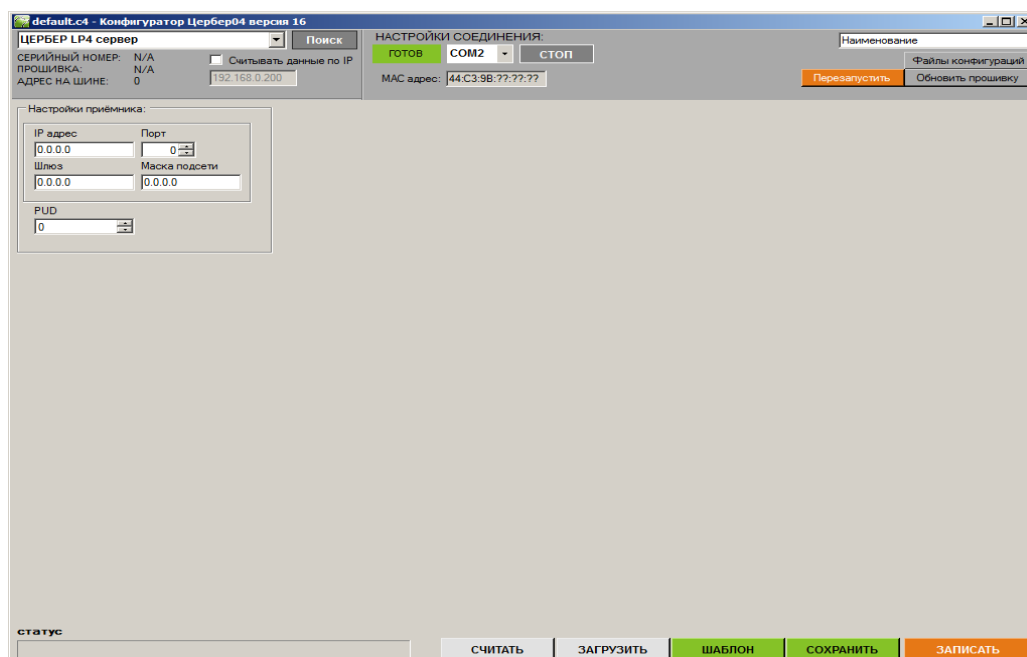 default.c4 - Конфигуратор Цербер04 версия 16
ЦЕРБЕР LP4 сервер
Поиск
СЕРИЙНЫЙ НОМЕР: N/A
ПРОШИВКА: N/A
АДРЕС НА ШИНЕ: 0
Считывать данные по IP
192.168.0.200
НАСТРОЙКИ СОЕДИНЕНИЯ:
ГОТОВ
COM2
СТОП
MAC адрес: 44:C3:9B:??:??:??
Наименование
Файлы конфигураций
Перезапустить
Обновить прошивку
Настройки приёмника:
IP адрес
Порт
0.0.0.0
0
Шлюз
Маска подсети
0.0.0.0
0.0.0.0
PUD
0
статус
СЧИТАТЬ
ЗАГРУЗИТЬ
ШАБЛОН
СОХРАНИТЬ
ЗАПИСАТЬ